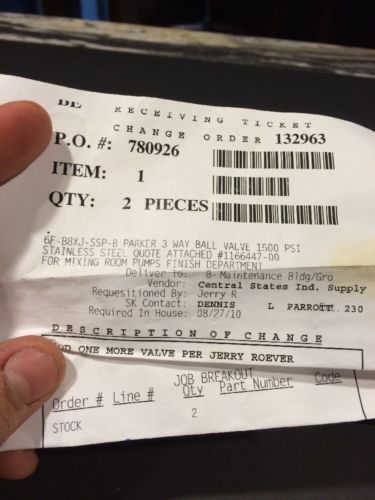 RECEIVING TICKET
CHANGE ORDER 132963
P.O. #: 780926
ITEM: 1
QTY: 2 PIECES
6F-B8XJ-SSP-B PARKER 3 WAY BALL VALVE 1500 PSI
STAINLESS STEEL QUOTE ATTACHED #1166447-00
FOR MIXING ROOM PUMPS FINISH DEPARTMENT
Deliver to: 8- Maintenance Bldg/Gro
Vendor: Central States Ind. Supply
Requesitioned By: Jerry R
SK Contact: DENNIS L PARROTT. 230
Required In House: 08/27/10
DESCRIPTION OF CHANGE
ONE MORE VALVE PER JERRY ROEVER
JOB BREAKOUT
Order # Line # Qty Part Number Code
STOCK 2